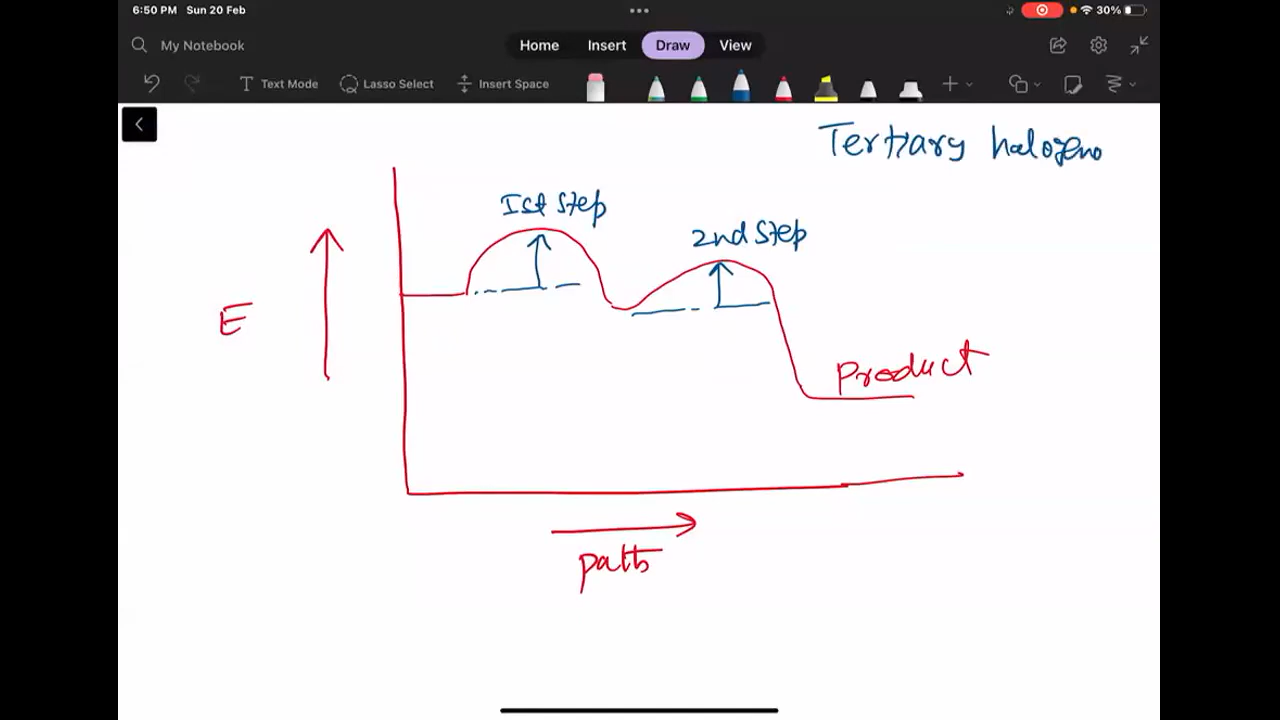 6:50 PM Sun 20 Feb
30%
My Notebook
Home Insert Draw View
Text Mode Lasso Select Insert Space
Tertiary halogeno
Ist Step
2nd Step
E
Product
path